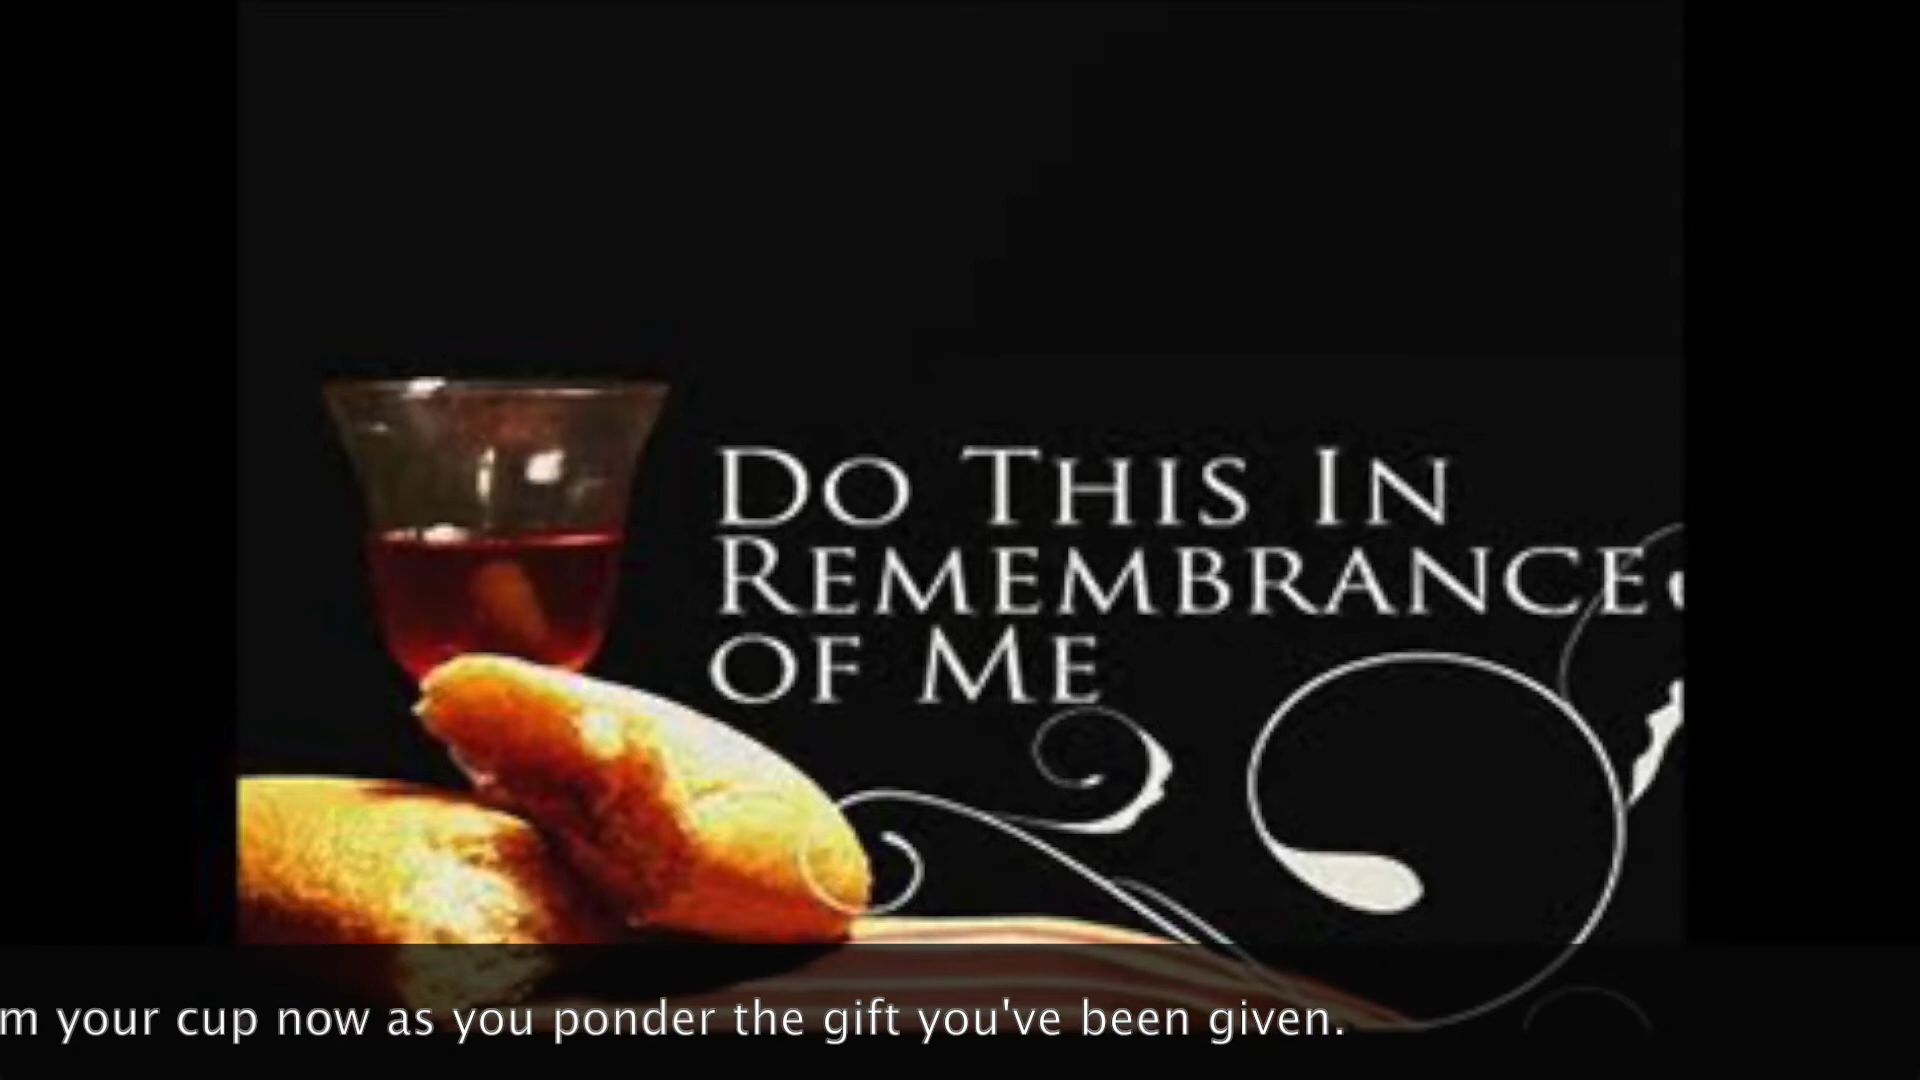 Do This In
Remembrance
of Me
your cup now as you ponder the gift you've been given.